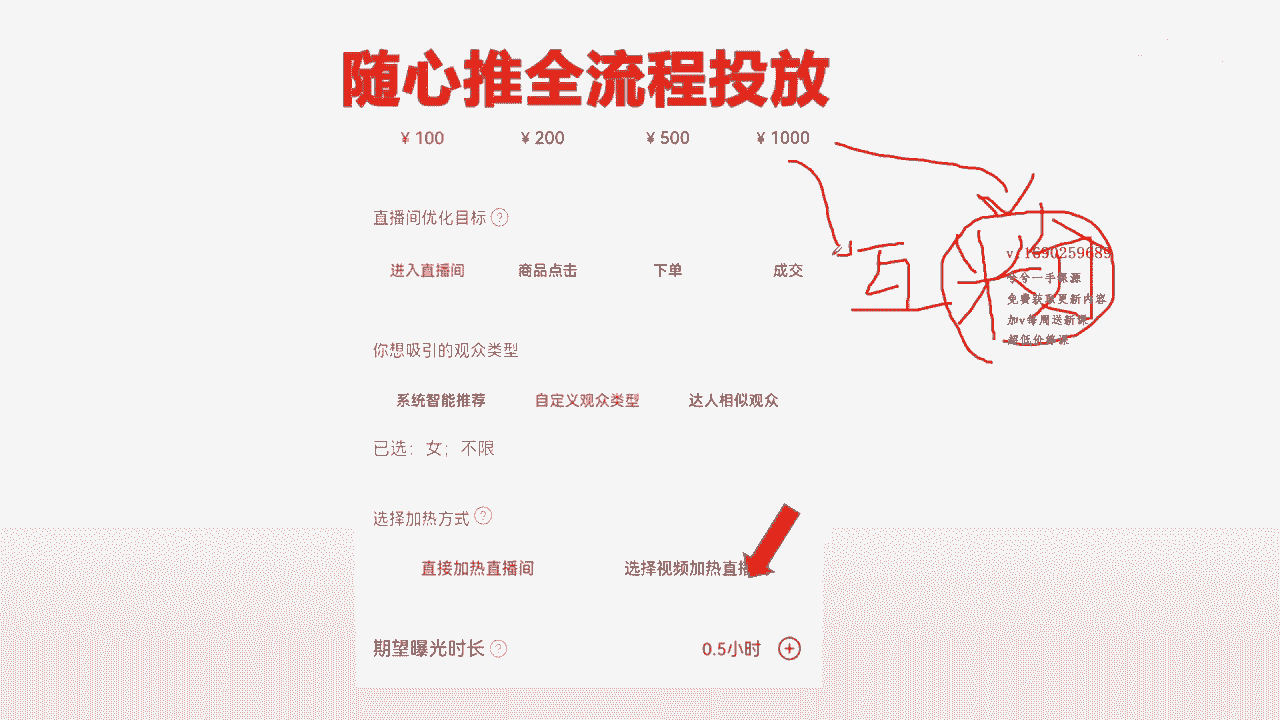 随心推全流程投放
¥ 100 ¥ 200 ¥ 500 ¥ 1000
直播间优化目标 ?
进入直播间 商品点击 下单 成交
v:1690259689
兮兮一手课源
免费获取更新内容
加v每周送新课
超低价
你想吸引的观众类型
系统智能推荐 自定义观众类型 达人相似观众
已选：女；不限
选择加热方式 ?
直接加热直播间 选择视频加热直播
期望曝光时长 ? 0.5小时 +